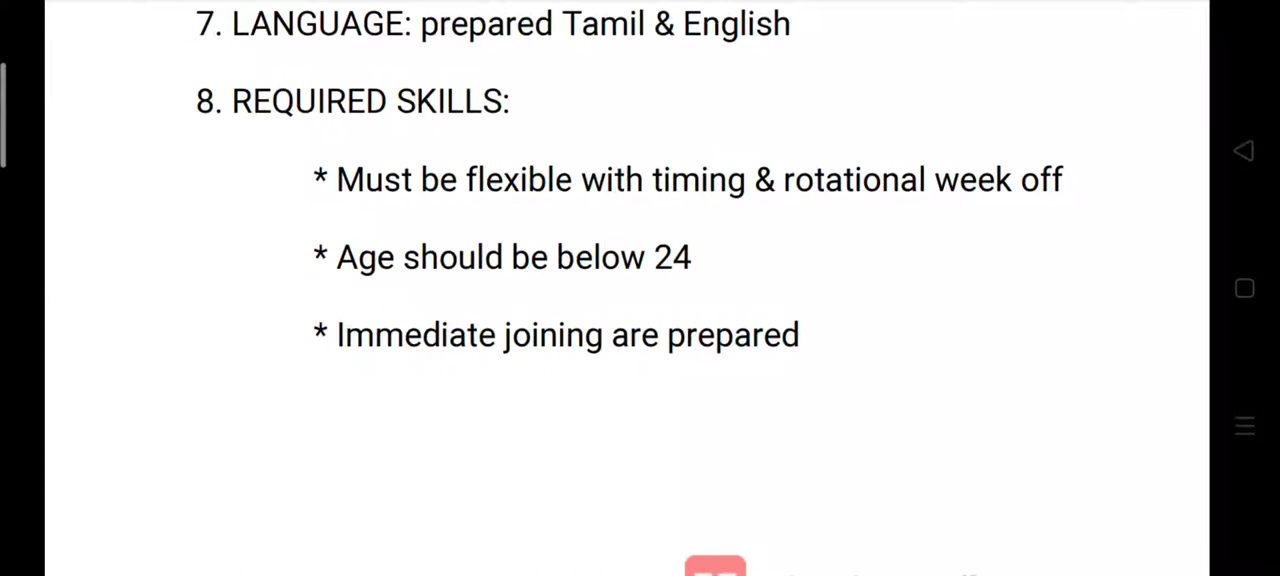 7. LANGUAGE: prepared Tamil & English
8. REQUIRED SKILLS:
* Must be flexible with timing & rotational week off
* Age should be below 24
* Immediate joining are prepared